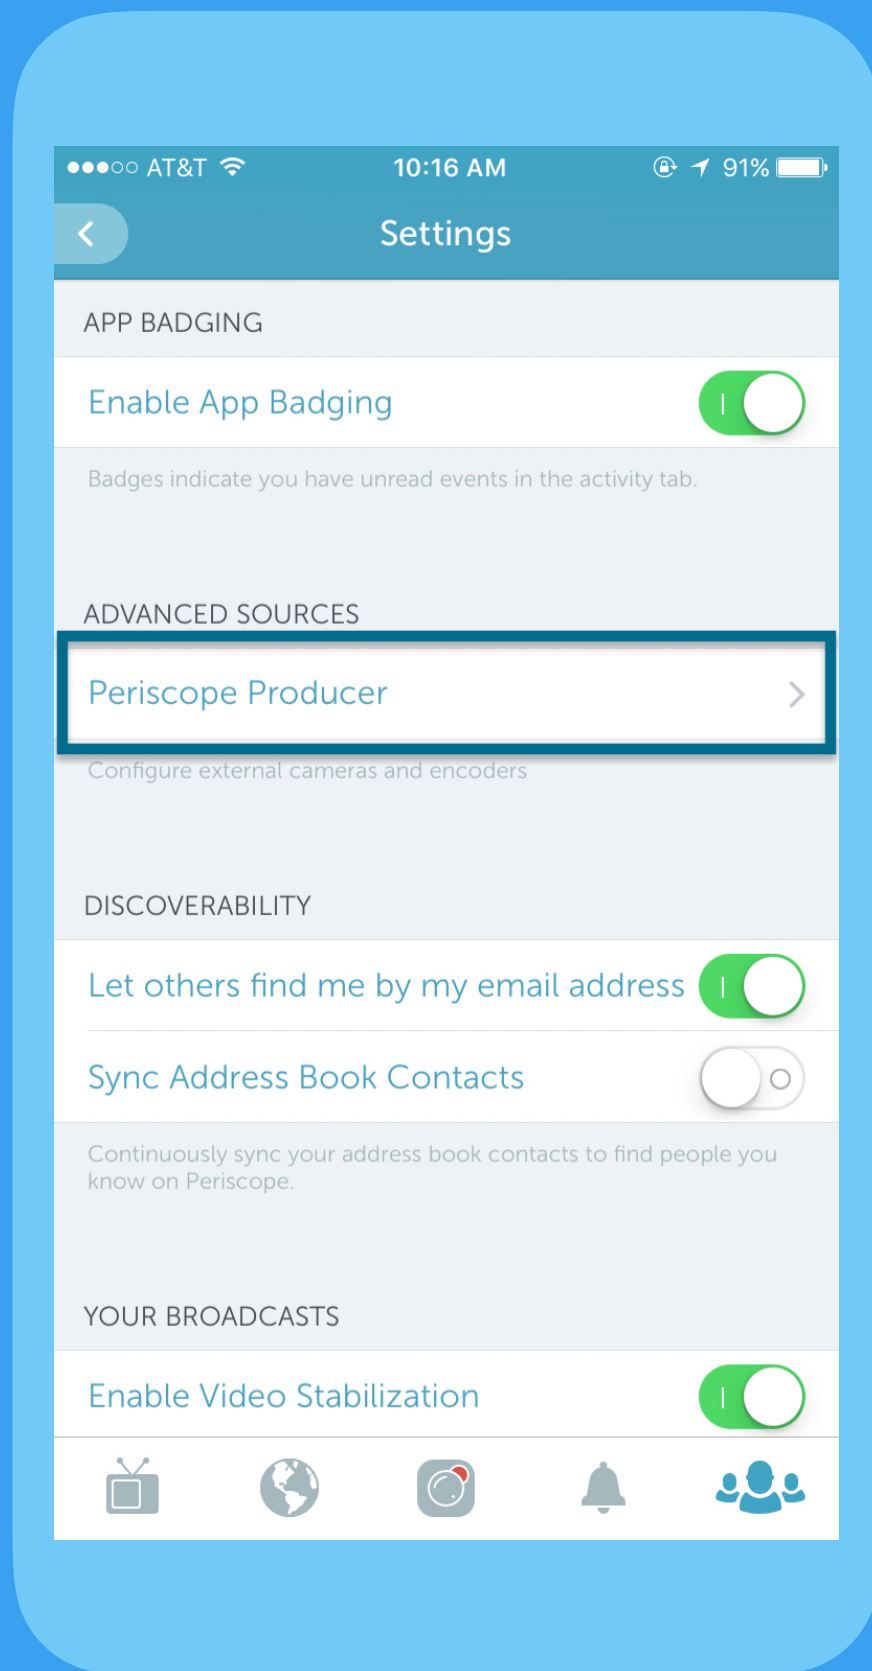 AT&T 10:16 AM 91%
Settings
APP BADGING
Enable App Badging
Badges indicate you have unread events in the activity tab.
ADVANCED SOURCES
Periscope Producer
Configure external cameras and encoders
DISCOVERABILITY
Let others find me by my email address
Sync Address Book Contacts
Continuously sync your address book contacts to find people you
know on Periscope.
YOUR BROADCASTS
Enable Video Stabilization